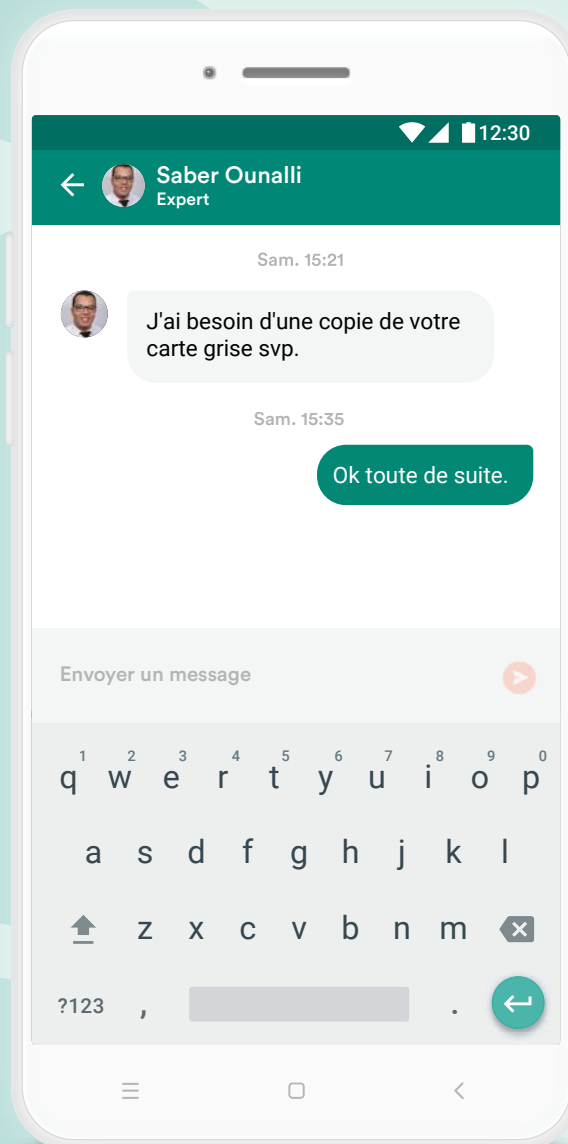 12:30
Saber Ounalli
Expert
Sam. 15:21
J'ai besoin d'une copie de votre
carte grise svp.
Sam. 15:35
Ok toute de suite.
Envoyer un message
1 2 3 4 5 6 7 8 9 0
q w e r t y u i o p
a s d f g h j k l
z x c v b n m
?123 , .